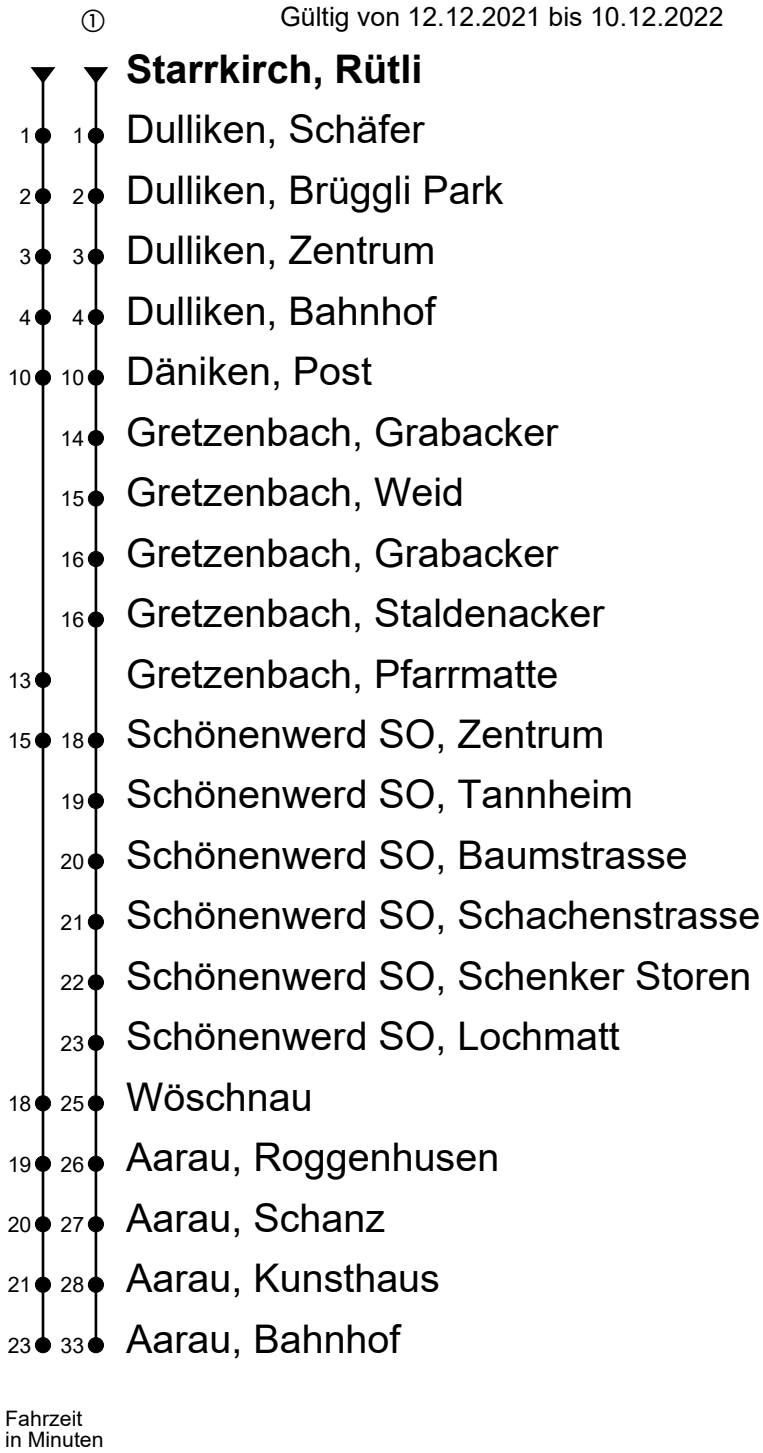 ① Gültig von 12.12.2021 bis 10.12.2022
Starrkirch, Rütli
1 1 Dulliken, Schäfer
2 2 Dulliken, Brüggli Park
3 3 Dulliken, Zentrum
4 4 Dulliken, Bahnhof
10 10 Däniken, Post
14 Gretzenbach, Grabacker
15 Gretzenbach, Weid
16 Gretzenbach, Grabacker
16 Gretzenbach, Staldenacker
13 Gretzenbach, Pfarrmatte
15 18 Schönenwerd SO, Zentrum
19 Schönenwerd SO, Tannheim
20 Schönenwerd SO, Baumstrasse
21 Schönenwerd SO, Schachenstrasse
22 Schönenwerd SO, Schenker Storen
23 Schönenwerd SO, Lochmatt
18 25 Wöschnau
19 26 Aarau, Roggenhusen
20 27 Aarau, Schanz
21 28 Aarau, Kunsthaus
23 33 Aarau, Bahnhof
Fahrzeit
in Minuten